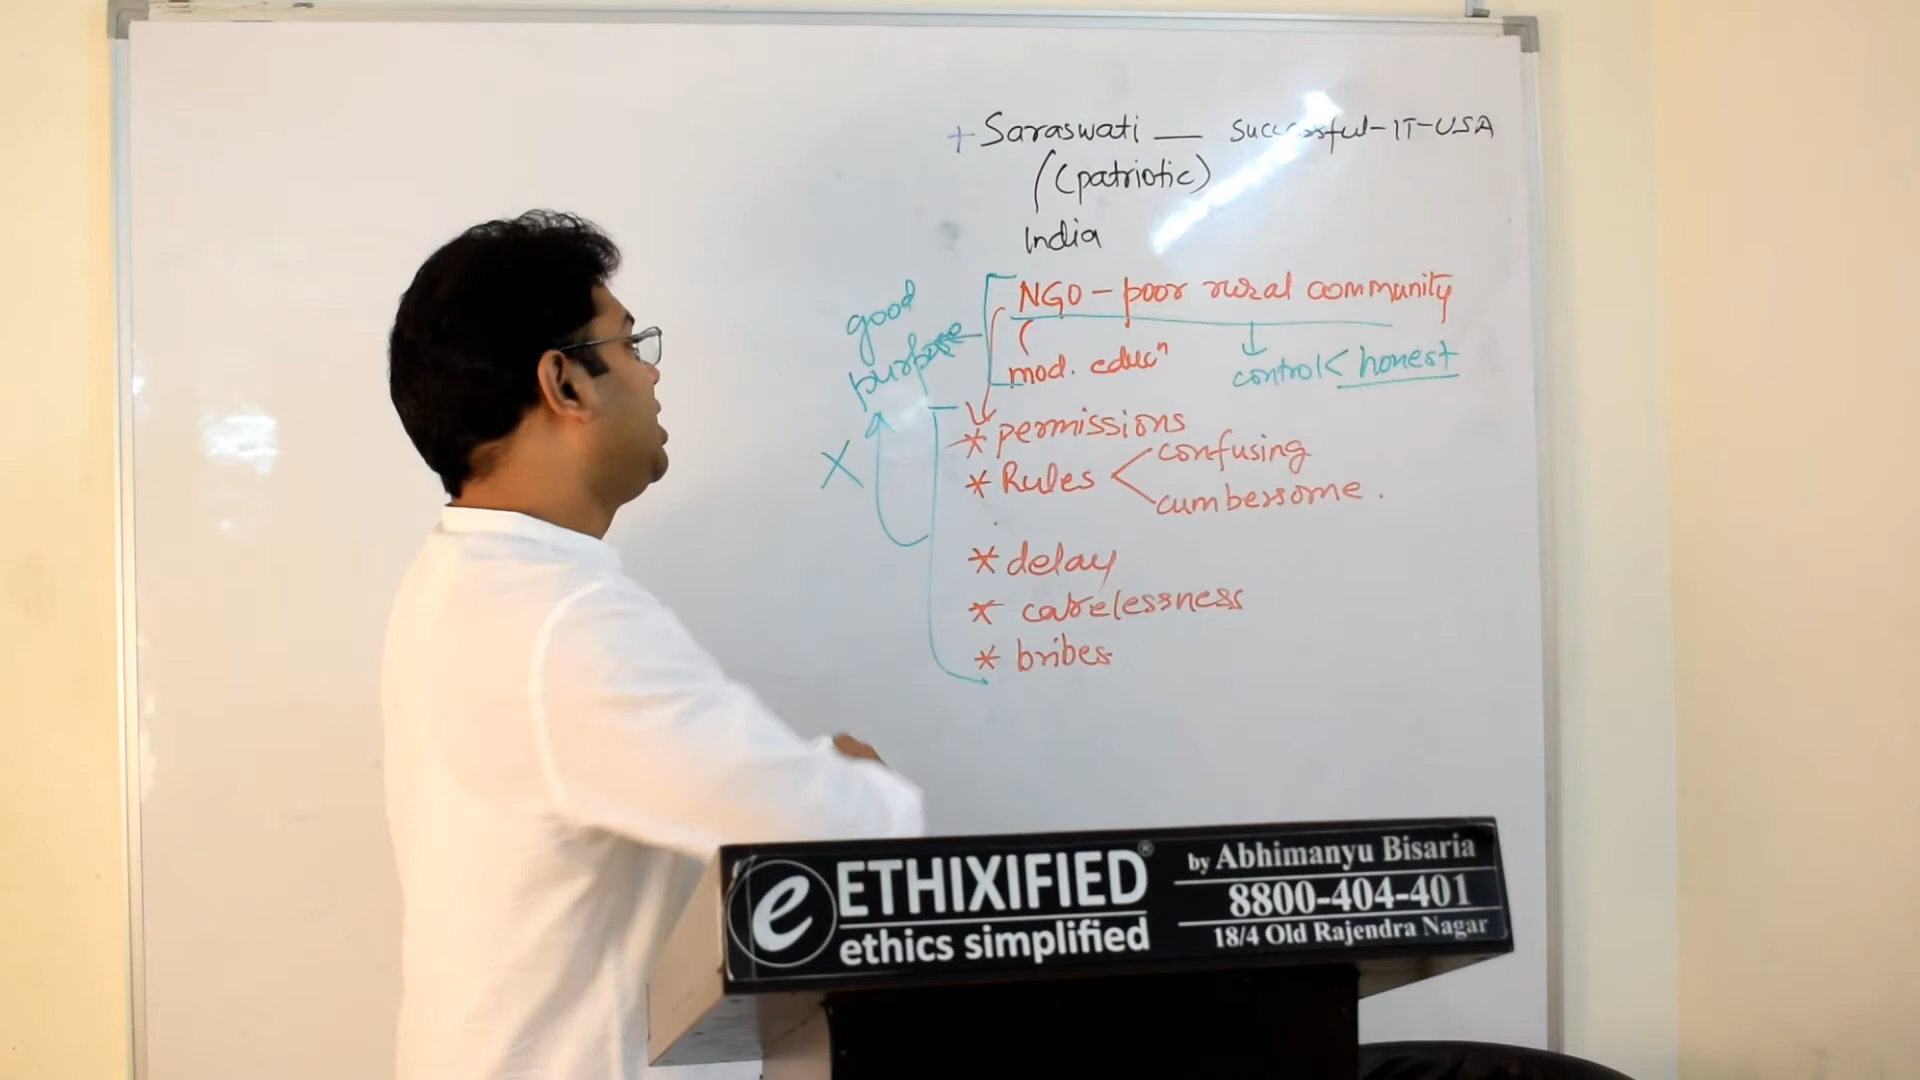 + Saraswati — successful-IT-USA
(patriotic)
India
NGO - poor rural community
good purpose
mod. educⁿ
control < honest
* permissions
* Rules < confusing
cumbersome.
X
* delay
* carelessness
* bribes
e ETHIXIFIED®
ethics simplified
by Abhimanyu Bisaria
8800-404-401
18/4 Old Rajendra Nagar